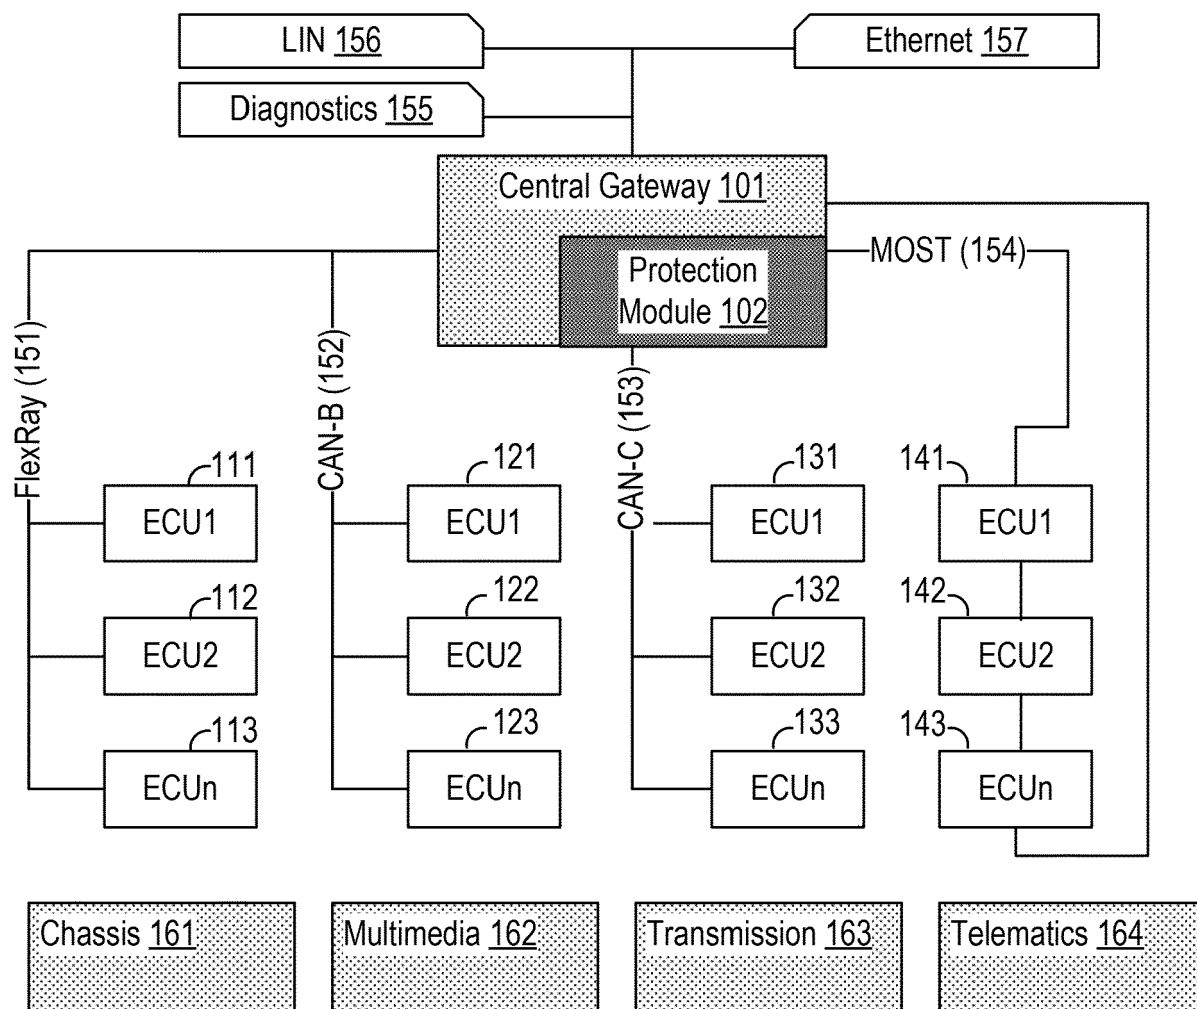 LIN 156
Ethernet 157
Diagnostics 155
Central Gateway 101
Protection
Module 102
MOST (154)
FlexRay (151)
CAN-B (152)
CAN-C (153)
111
ECU1
121
ECU1
131
ECU1
141
ECU1
112
ECU2
122
ECU2
132
ECU2
142
ECU2
113
ECUn
123
ECUn
133
ECUn
143
ECUn
Chassis 161
Multimedia 162
Transmission 163
Telematics 164